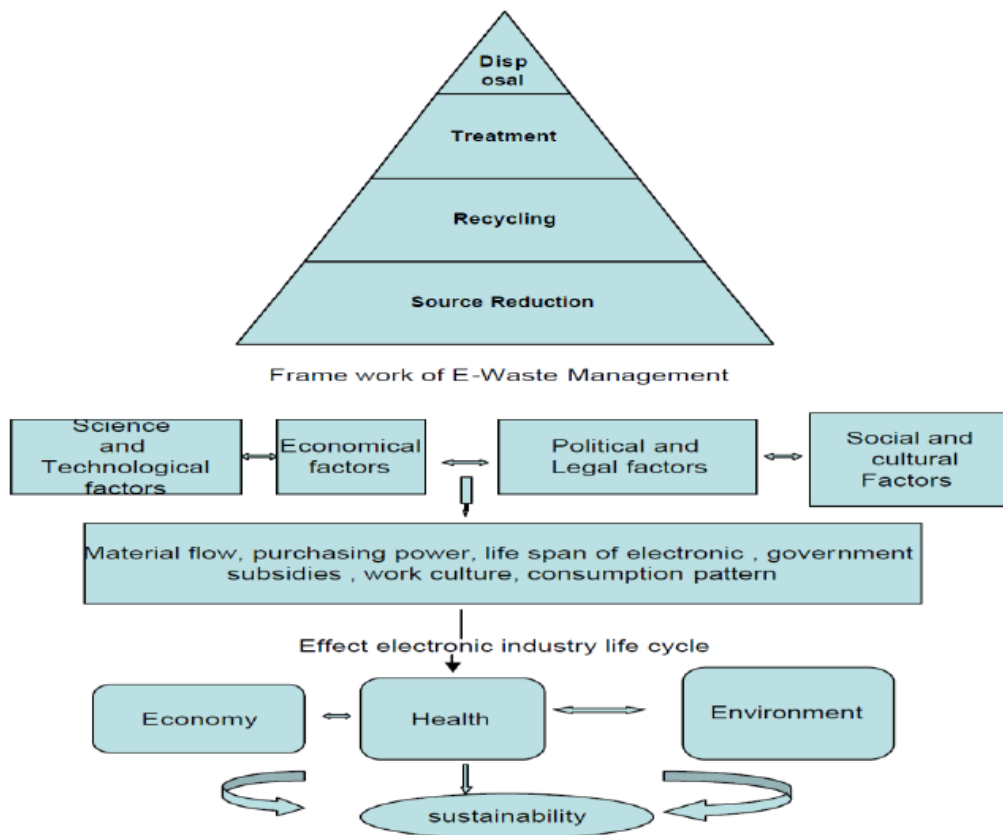 Disp
osal
Treatment
Recycling
Source Reduction
Frame work of E-Waste Management
Science
and
Technological
factors
Economical
factors
Political and
Legal factors
Social and
cultural
Factors
Material flow, purchasing power, life span of electronic , government
subsidies , work culture, consumption pattern
Effect electronic industry life cycle
Economy
Health
Environment
sustainability